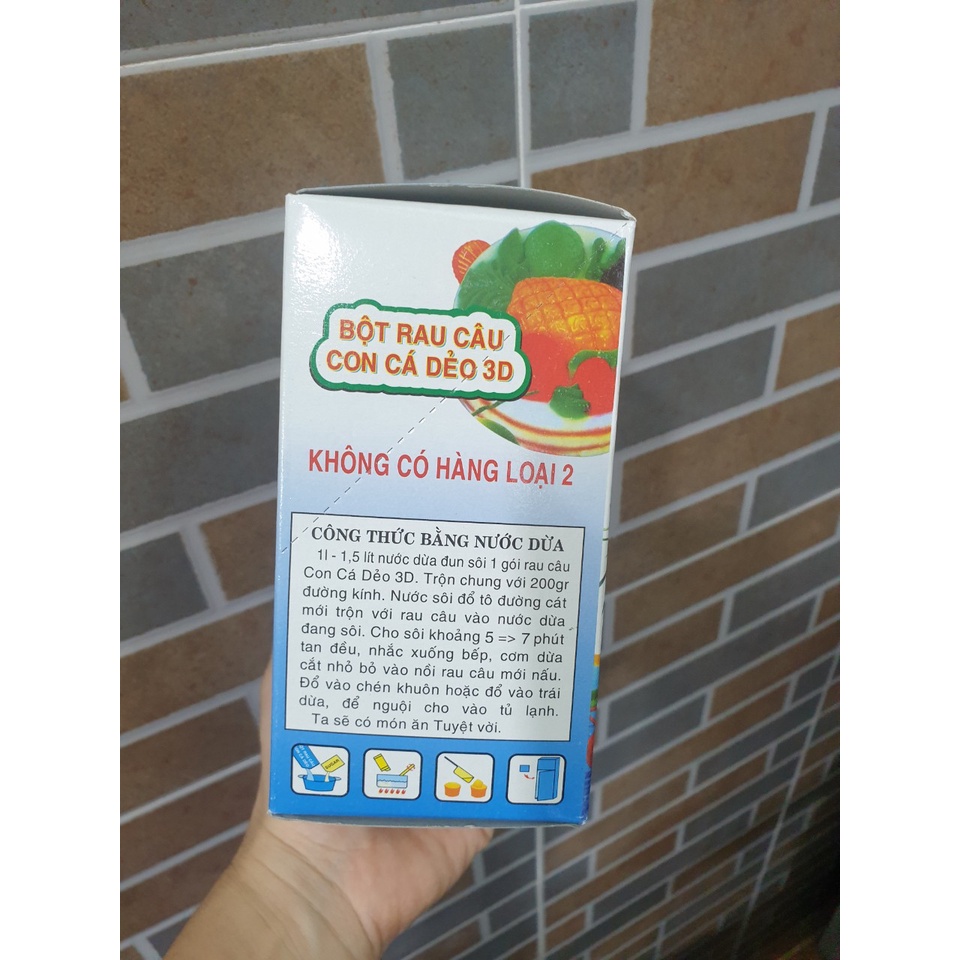 BỘT RAU CÂU
CON CÁ DẺO 3D
KHÔNG CÓ HÀNG LOẠI 2
CÔNG THỨC BẰNG NƯỚC DỪA
1l - 1,5 lít nước dừa đun sôi 1 gói rau câu
Con Cá Dẻo 3D. Trộn chung với 200gr
đường kính. Nước sôi đổ tô đường cát
mới trộn với rau câu vào nước dừa
đang sôi. Cho sôi khoảng 5 => 7 phút
tan đều, nhắc xuống bếp, cơm dừa
cắt nhỏ bỏ vào nồi rau câu mới nấu.
Đổ vào chén khuôn hoặc đổ vào trái
dừa, để nguội cho vào tủ lạnh.
Ta sẽ có món ăn Tuyệt vời.
SUGAR